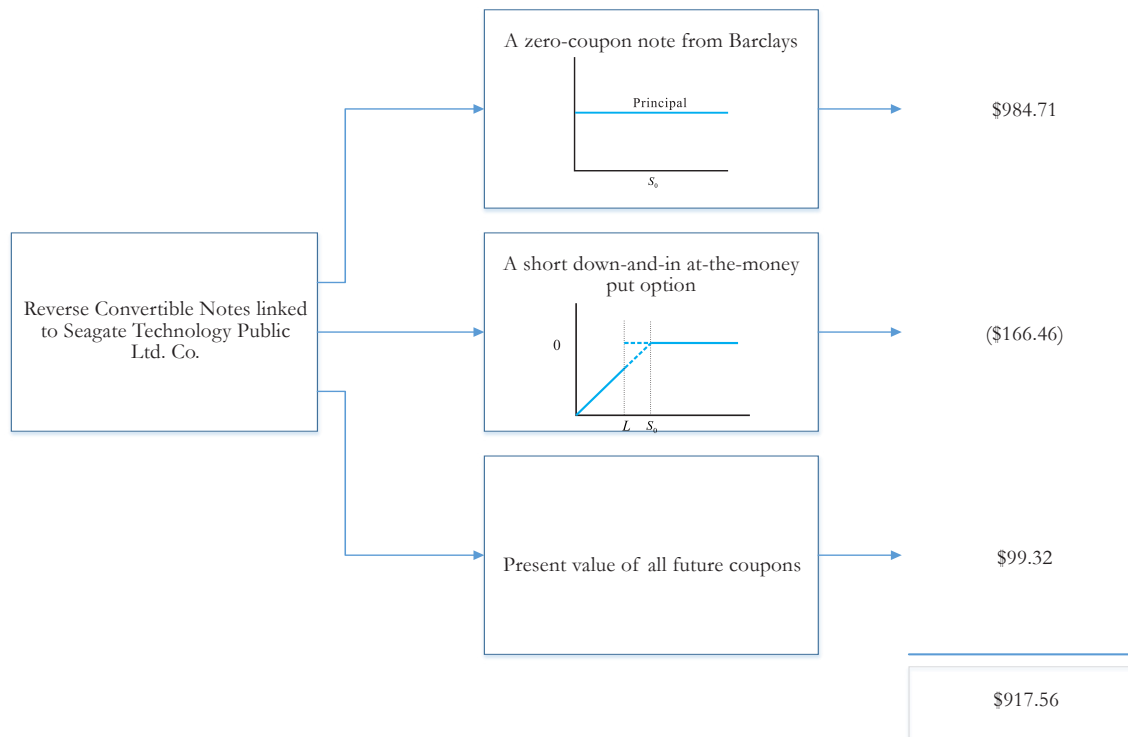 A zero-coupon note from Barclays
Principal
S₀
$984.71
Reverse Convertible Notes linked
to Seagate Technology Public
Ltd. Co.
A short down-and-in at-the-money
put option
0
L S₀
($166.46)
Present value of all future coupons
$99.32
$917.56